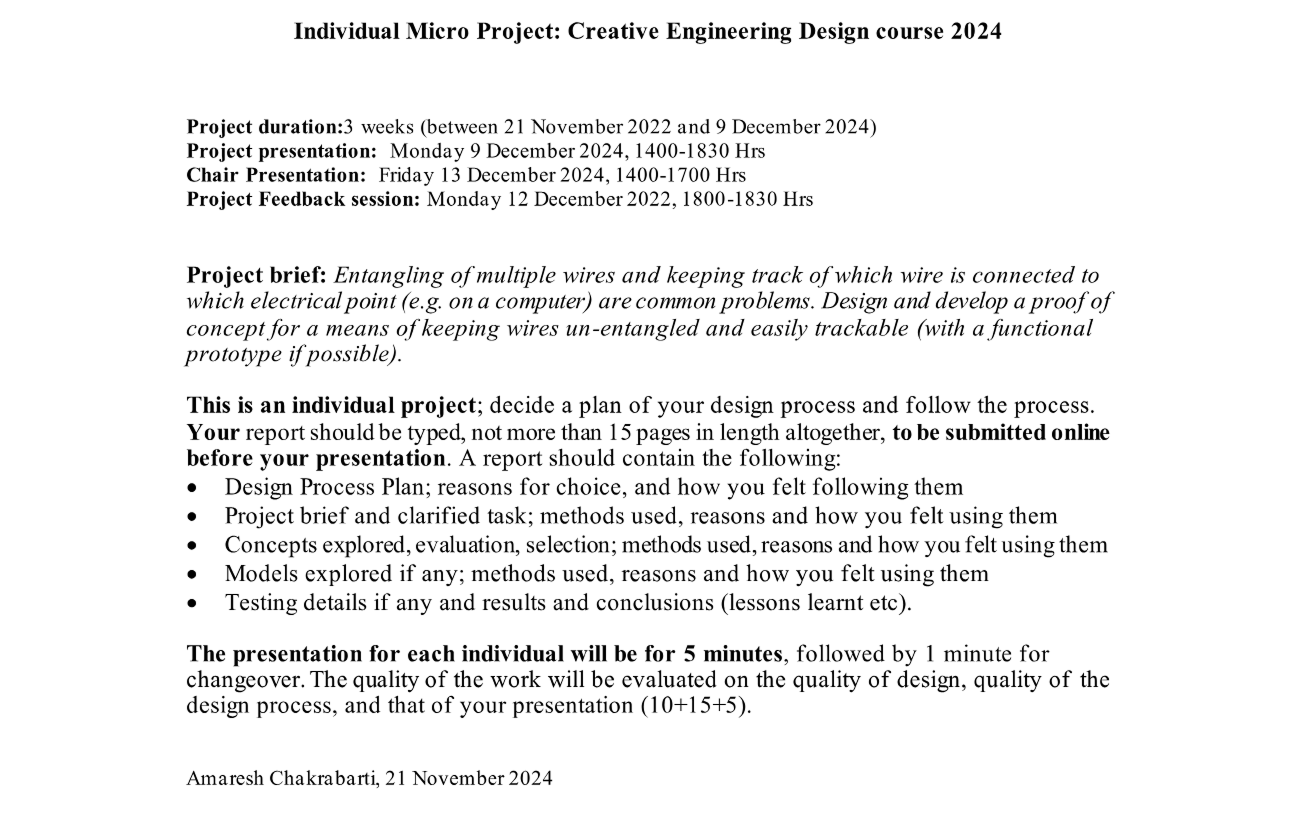 Individual Micro Project: Creative Engineering Design course 2024
Project duration:3 weeks (between 21 November 2022 and 9 December 2024)
Project presentation: Monday 9 December 2024, 1400-1830 Hrs
Chair Presentation: Friday 13 December 2024, 1400-1700 Hrs
Project Feedback session: Monday 12 December 2022, 1800-1830 Hrs
Project brief: Entangling of multiple wires and keeping track of which wire is connected to
which electrical point (e.g. on a computer) are common problems. Design and develop a proof of
concept for a means of keeping wires un-entangled and easily trackable (with a functional
prototype if possible).
This is an individual project; decide a plan of your design process and follow the process.
Your report should be typed, not more than 15 pages in length altogether, to be submitted online
before your presentation. A report should contain the following:
• Design Process Plan; reasons for choice, and how you felt following them
• Project brief and clarified task; methods used, reasons and how you felt using them
• Concepts explored, evaluation, selection; methods used, reasons and how you felt using them
• Models explored if any; methods used, reasons and how you felt using them
• Testing details if any and results and conclusions (lessons learnt etc).
The presentation for each individual will be for 5 minutes, followed by 1 minute for
changeover. The quality of the work will be evaluated on the quality of design, quality of the
design process, and that of your presentation (10+15+5).
Amaresh Chakrabarti, 21 November 2024